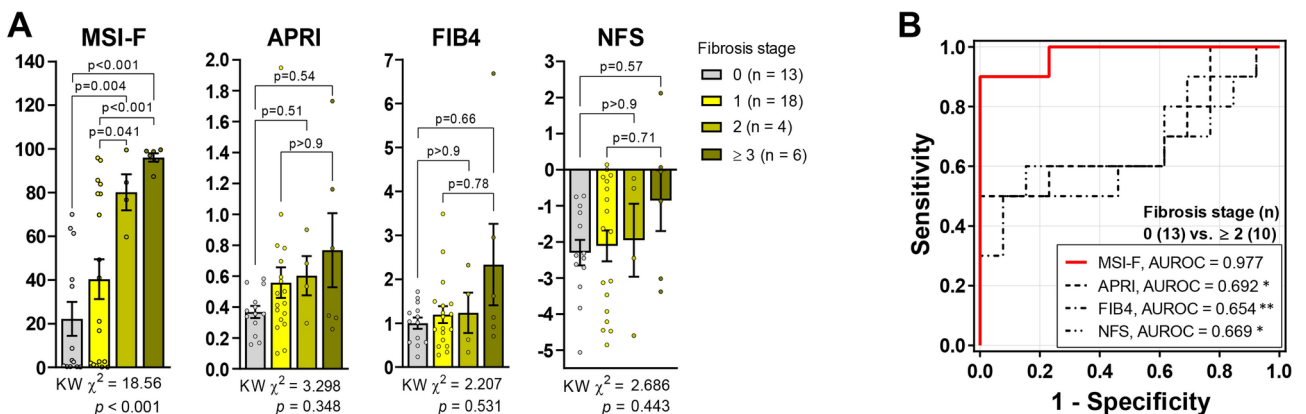 A
MSI-F
140
120
100
80
60
40
20
0
p<0.001
p=0.004
p<0.001
p=0.041
KW χ² = 18.56
p < 0.001
APRI
2.0
1.8
1.6
1.4
1.2
1.0
0.8
0.6
0.4
0.2
0.0
p=0.54
p=0.51
p>0.9
KW χ² = 3.298
p = 0.348
FIB4
7
6
5
4
3
2
1
0
p=0.66
p>0.9
p=0.78
KW χ² = 2.207
p = 0.531
NFS
3
2
1
0
-1
-2
-3
-4
-5
p=0.57
p>0.9
p=0.71
KW χ² = 2.686
p = 0.443
Fibrosis stage
0 (n = 13)
1 (n = 18)
2 (n = 4)
≥ 3 (n = 6)
B
Sensitivity
1.0
0.8
0.6
0.4
0.2
0.0
Fibrosis stage (n)
0 (13) vs. ≥ 2 (10)
MSI-F, AUROC = 0.977
APRI, AUROC = 0.692 *
FIB4, AUROC = 0.654 **
NFS, AUROC = 0.669 *
0.0 0.2 0.4 0.6 0.8 1.0
1 - Specificity